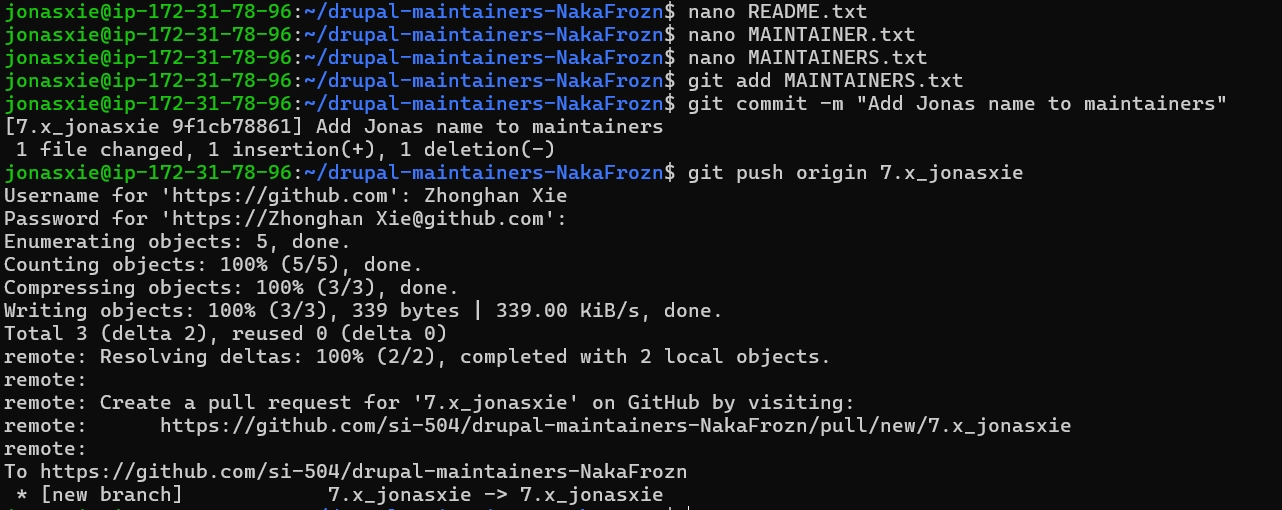 jonasxie@ip-172-31-78-96:~/drupal-maintainers-NakaFrozn$ nano README.txt
jonasxie@ip-172-31-78-96:~/drupal-maintainers-NakaFrozn$ nano MAINTAINER.txt
jonasxie@ip-172-31-78-96:~/drupal-maintainers-NakaFrozn$ nano MAINTAINERS.txt
jonasxie@ip-172-31-78-96:~/drupal-maintainers-NakaFrozn$ git add MAINTAINERS.txt
jonasxie@ip-172-31-78-96:~/drupal-maintainers-NakaFrozn$ git commit -m "Add Jonas name to maintainers"
[7.x_jonasxie 9f1cb78861] Add Jonas name to maintainers
 1 file changed, 1 insertion(+), 1 deletion(-)
jonasxie@ip-172-31-78-96:~/drupal-maintainers-NakaFrozn$ git push origin 7.x_jonasxie
Username for 'https://github.com': Zhonghan Xie
Password for 'https://Zhonghan Xie@github.com':
Enumerating objects: 5, done.
Counting objects: 100% (5/5), done.
Compressing objects: 100% (3/3), done.
Writing objects: 100% (3/3), 339 bytes | 339.00 KiB/s, done.
Total 3 (delta 2), reused 0 (delta 0)
remote: Resolving deltas: 100% (2/2), completed with 2 local objects.
remote:
remote: Create a pull request for '7.x_jonasxie' on GitHub by visiting:
remote:      https://github.com/si-504/drupal-maintainers-NakaFrozn/pull/new/7.x_jonasxie
remote:
To https://github.com/si-504/drupal-maintainers-NakaFrozn
 * [new branch]            7.x_jonasxie -> 7.x_jonasxie